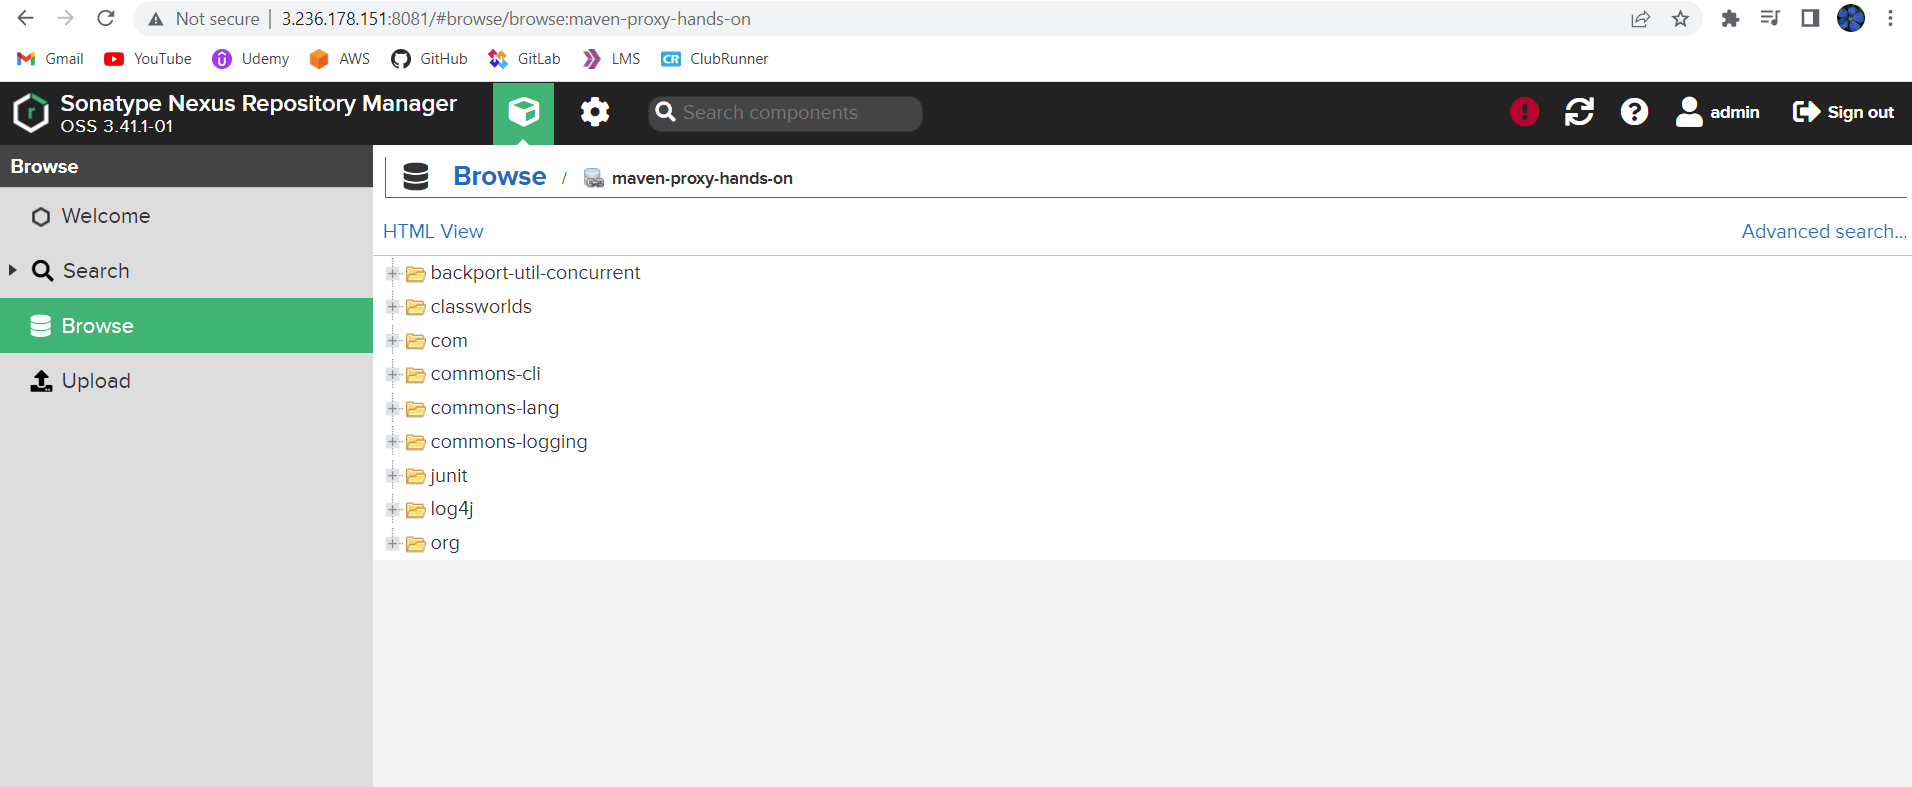 Not secure | 3.236.178.151:8081/#browse/browse:maven-proxy-hands-on
Gmail YouTube Udemy AWS GitHub GitLab LMS CR ClubRunner
Sonatype Nexus Repository Manager
OSS 3.41.1-01
Search components
admin Sign out
Browse
Welcome
Search
Browse
Upload
Browse / maven-proxy-hands-on
HTML View Advanced search...
backport-util-concurrent
classworlds
com
commons-cli
commons-lang
commons-logging
junit
log4j
org